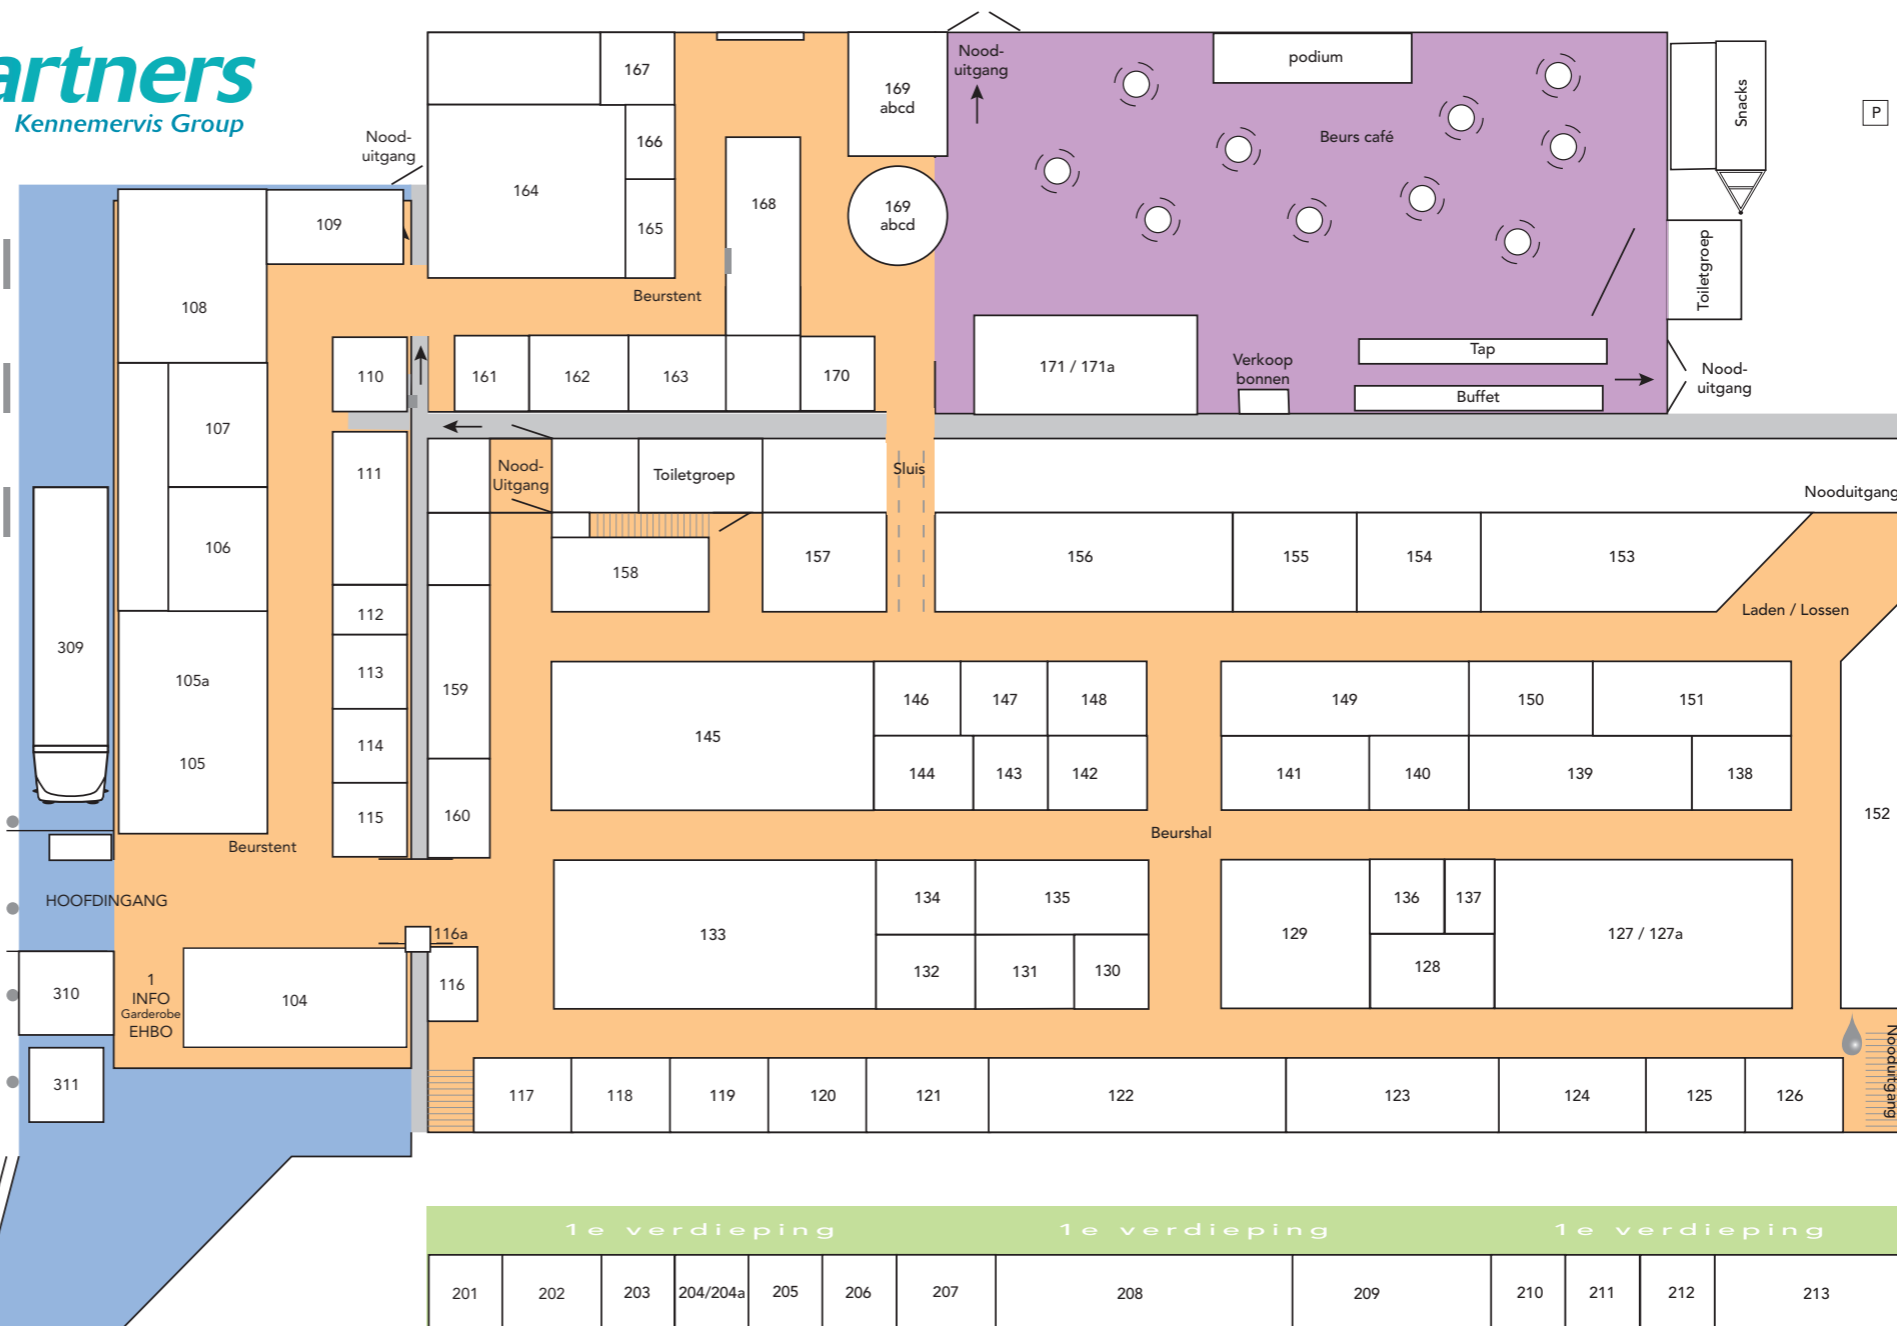 artners
Kennemervis Group
Nood-
uitgang
167
166
164
165
168
169
abcd
169
abcd
Nood-
uitgang
podium
Beurs café
Snacks
P
Toiletgroep
109
108
Beurstent
110
161
162
163
170
171 / 171a
Verkoop
bonnen
Tap
Buffet
Nood-
uitgang
107
111
Nood-
Uitgang
Toiletgroep
Sluis
Nooduitgang
106
158
157
156
155
154
153
Laden / Lossen
112
309
105a
113
159
146
147
148
149
150
151
145
114
105
144
143
142
141
140
139
138
115
160
152
Beurstent
Beurshal
HOOFDINGANG
116a
134
135
136
137
133
129
127 / 127a
132
131
130
128
310
1
INFO
Garderobe
EHBO
104
116
Nooduitgang
311
117
118
119
120
121
122
123
124
125
126
1e verdieping
1e verdieping
1e verdieping
201
202
203
204/204a
205
206
207
208
209
210
211
212
213